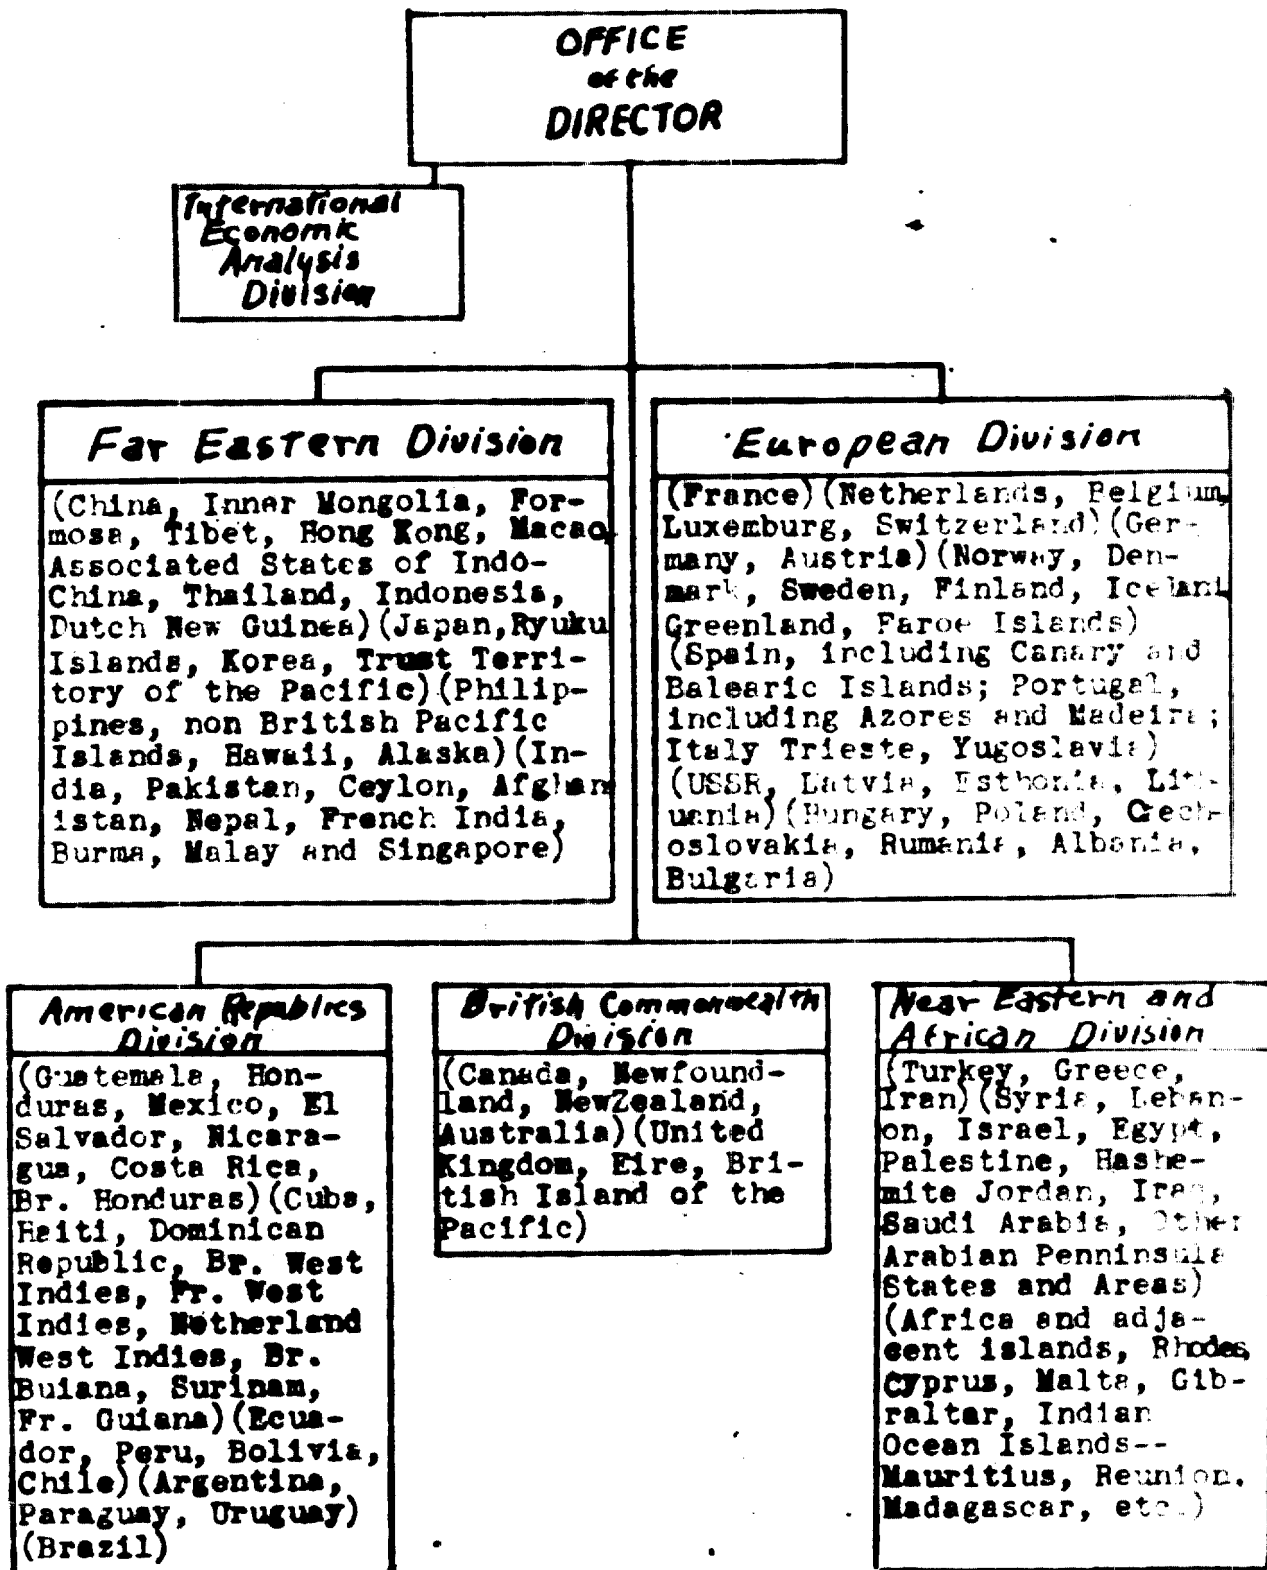 OFFICE
of the
DIRECTOR
International
Economic
Analysis
Division
Far Eastern Division
(China, Inner Mongolia, For-
mosa, Tibet, Hong Kong, Macao,
Associated States of Indo-
China, Thailand, Indonesia,
Dutch New Guinea)(Japan,Ryuku
Islands, Korea, Trust Terri-
tory of the Pacific)(Philip-
pines, non British Pacific
Islands, Hawaii, Alaska)(In-
dia, Pakistan, Ceylon, Afghan
istan, Nepal, French India,
Burma, Malay and Singapore)
European Division
(France)(Netherlands, Belgium,
Luxemburg, Switzerland)(Ger-
many, Austria)(Norway, Den-
mark, Sweden, Finland, Iceland
Greenland, Faroe Islands)
(Spain, including Canary and
Balearic Islands; Portugal,
including Azores and Madeira;
Italy Trieste, Yugoslavia)
(USSR, Latvia, Esthonia, Lith-
uania)(Hungary, Poland, Czech-
oslovakia, Rumania, Albania,
Bulgaria)
American Republics
Division
(Guatemala, Hon-
duras, Mexico, El
Salvador, Nicara-
gua, Costa Rica,
Br. Honduras)(Cuba,
Haiti, Dominican
Republic, Br. West
Indies, Fr. West
Indies, Netherland
West Indies, Br.
Buiana, Surinam,
Fr. Guiana)(Ecua-
dor, Peru, Bolivia,
Chile)(Argentina,
Paraguay, Uruguay)
(Brazil)
British Commonwealth
Division
(Canada, Newfound-
land, NewZealand,
Australia)(United
Kingdom, Eire, Bri-
tish Island of the
Pacific)
Near Eastern and
African Division
(Turkey, Greece,
Iran)(Syria, Leban-
on, Israel, Egypt,
Palestine, Hashe-
mite Jordan, Iraq,
Saudi Arabia, Other
Arabian Penninsula
States and Areas)
(Africa and adja-
cent islands, Rhodes,
Cyprus, Malta, Gib-
raltar, Indian
Ocean Islands--
Mauritius, Reunion,
Madagascar, etc.)